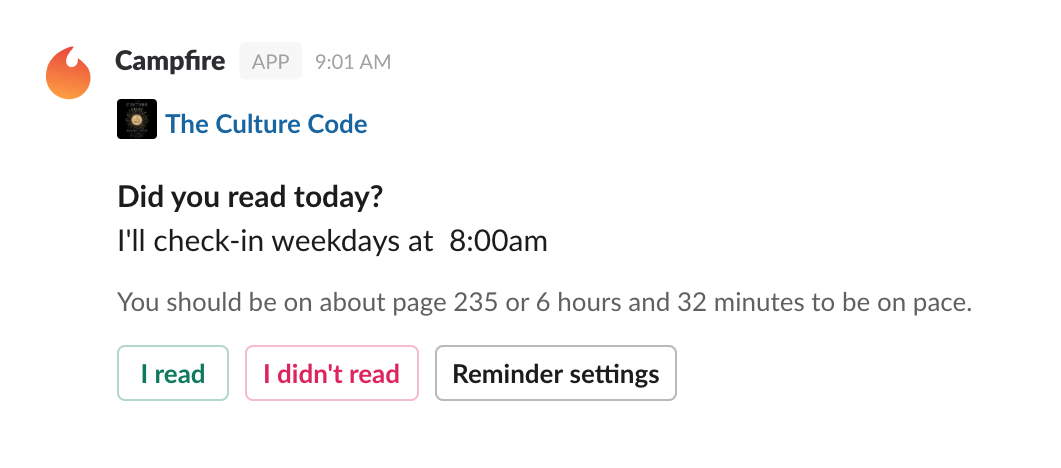 Campfire APP 9:01 AM
The Culture Code
Did you read today?
I'll check-in weekdays at 8:00am
You should be on about page 235 or 6 hours and 32 minutes to be on pace.
I read I didn't read Reminder settings